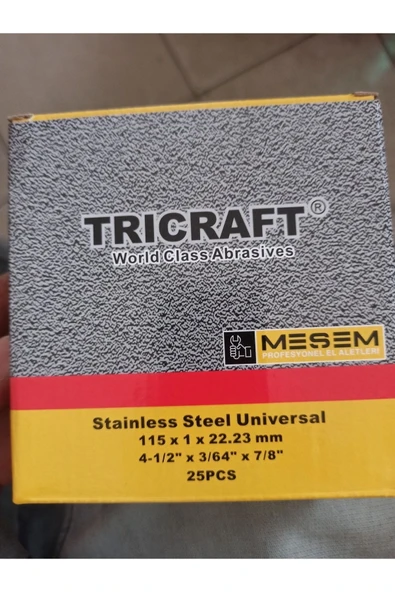 TRICRAFT®
World Class Abrasives
MESEM
PROFESYONEL EL ALETLERİ
Stainless Steel Universal
115 x 1 x 22.23 mm
4-1/2" x 3/64" x 7/8"
25PCS